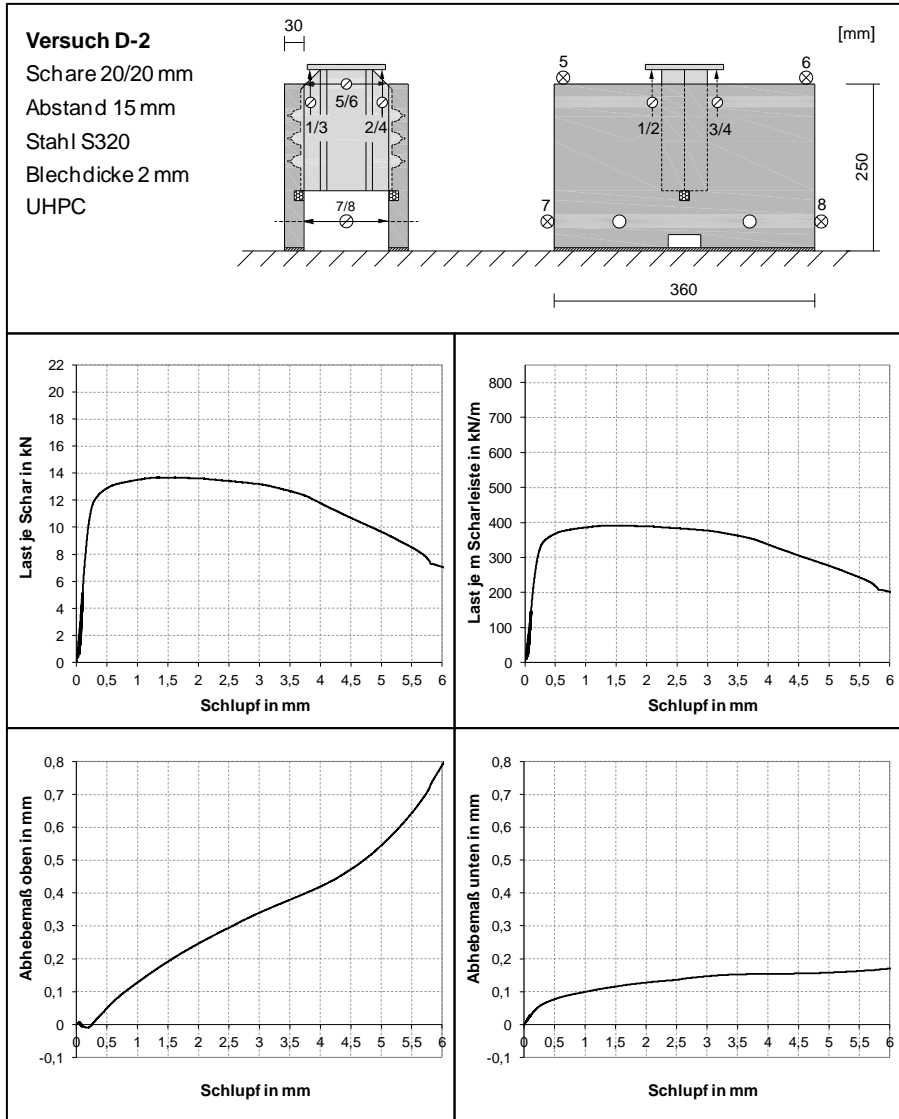 Versuch D-2
Schare 20/20 mm
Abstand 15 mm
Stahl S320
Blechdicke 2 mm
UHPC
30
5/6
1/3 2/4
7/8
[mm]
5 6
1/2 3/4
7 8
250
360
Last je Schar in kN
22
20
18
16
14
12
10
8
6
4
2
0
0 0,5 1 1,5 2 2,5 3 3,5 4 4,5 5 5,5 6
Schlupf in mm
Last je m Scharleiste in kN/m
800
700
600
500
400
300
200
100
0
0 0,5 1 1,5 2 2,5 3 3,5 4 4,5 5 5,5 6
Schlupf in mm
Abhebemaß oben in mm
0,8
0,7
0,6
0,5
0,4
0,3
0,2
0,1
0
-0,1
0 0,5 1 1,5 2 2,5 3 3,5 4 4,5 5 5,5 6
Schlupf in mm
Abhebemaß unten in mm
0,8
0,7
0,6
0,5
0,4
0,3
0,2
0,1
0
-0,1
0 0,5 1 1,5 2 2,5 3 3,5 4 4,5 5 5,5 6
Schlupf in mm